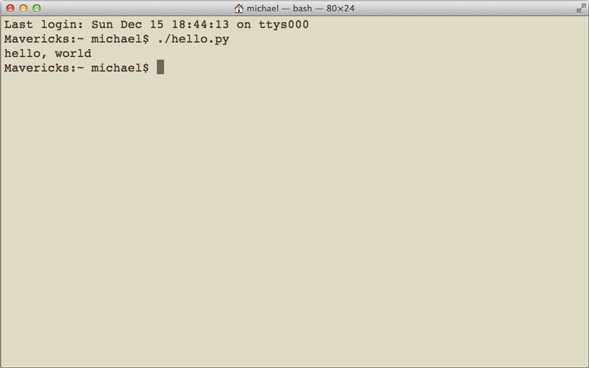 michael — bash — 80×24
Last login: Sun Dec 15 18:44:13 on ttys000
Mavericks:~ michael$ ./hello.py
hello, world
Mavericks:~ michael$